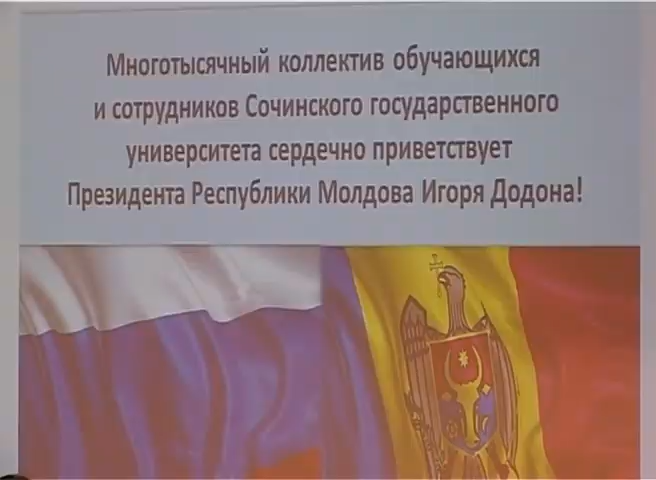 Многотысячный коллектив обучающихся
и сотрудников Сочинского государственного
университета сердечно приветствует
Президента Республики Молдова Игоря Додона!